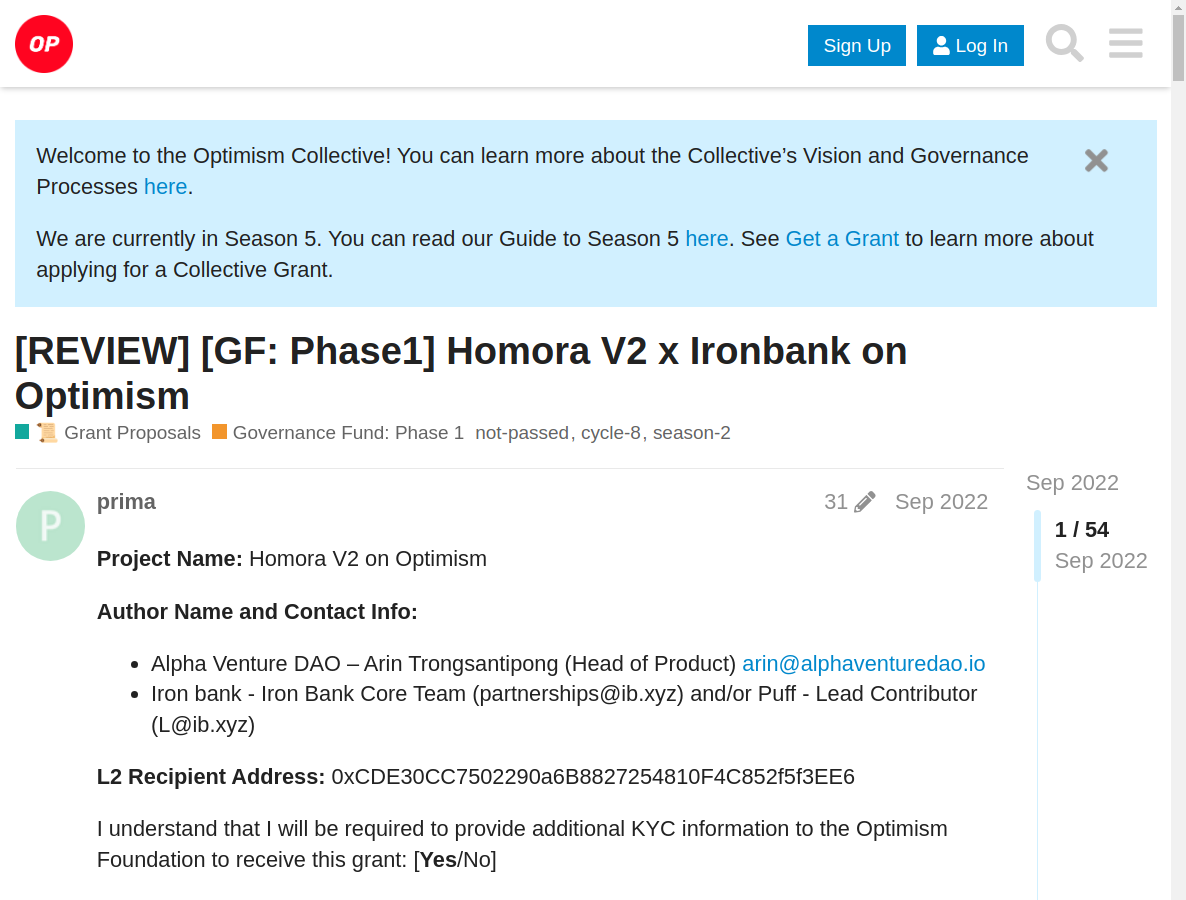 OP
Sign Up
Log In
Welcome to the Optimism Collective! You can learn more about the Collective’s Vision and Governance
Processes here.
We are currently in Season 5. You can read our Guide to Season 5 here. See Get a Grant to learn more about
applying for a Collective Grant.
[REVIEW] [GF: Phase1] Homora V2 x Ironbank on
Optimism
📜 Grant Proposals Governance Fund: Phase 1 not-passed, cycle-8, season-2
Sep 2022
P
prima
31 Sep 2022
1 / 54
Sep 2022
Project Name: Homora V2 on Optimism
Author Name and Contact Info:
• Alpha Venture DAO – Arin Trongsantipong (Head of Product) arin@alphaventuredao.io
• Iron bank - Iron Bank Core Team (partnerships@ib.xyz) and/or Puff - Lead Contributor
(L@ib.xyz)
L2 Recipient Address: 0xCDE30CC7502290a6B8827254810F4C852f5f3EE6
I understand that I will be required to provide additional KYC information to the Optimism
Foundation to receive this grant: [Yes/No]